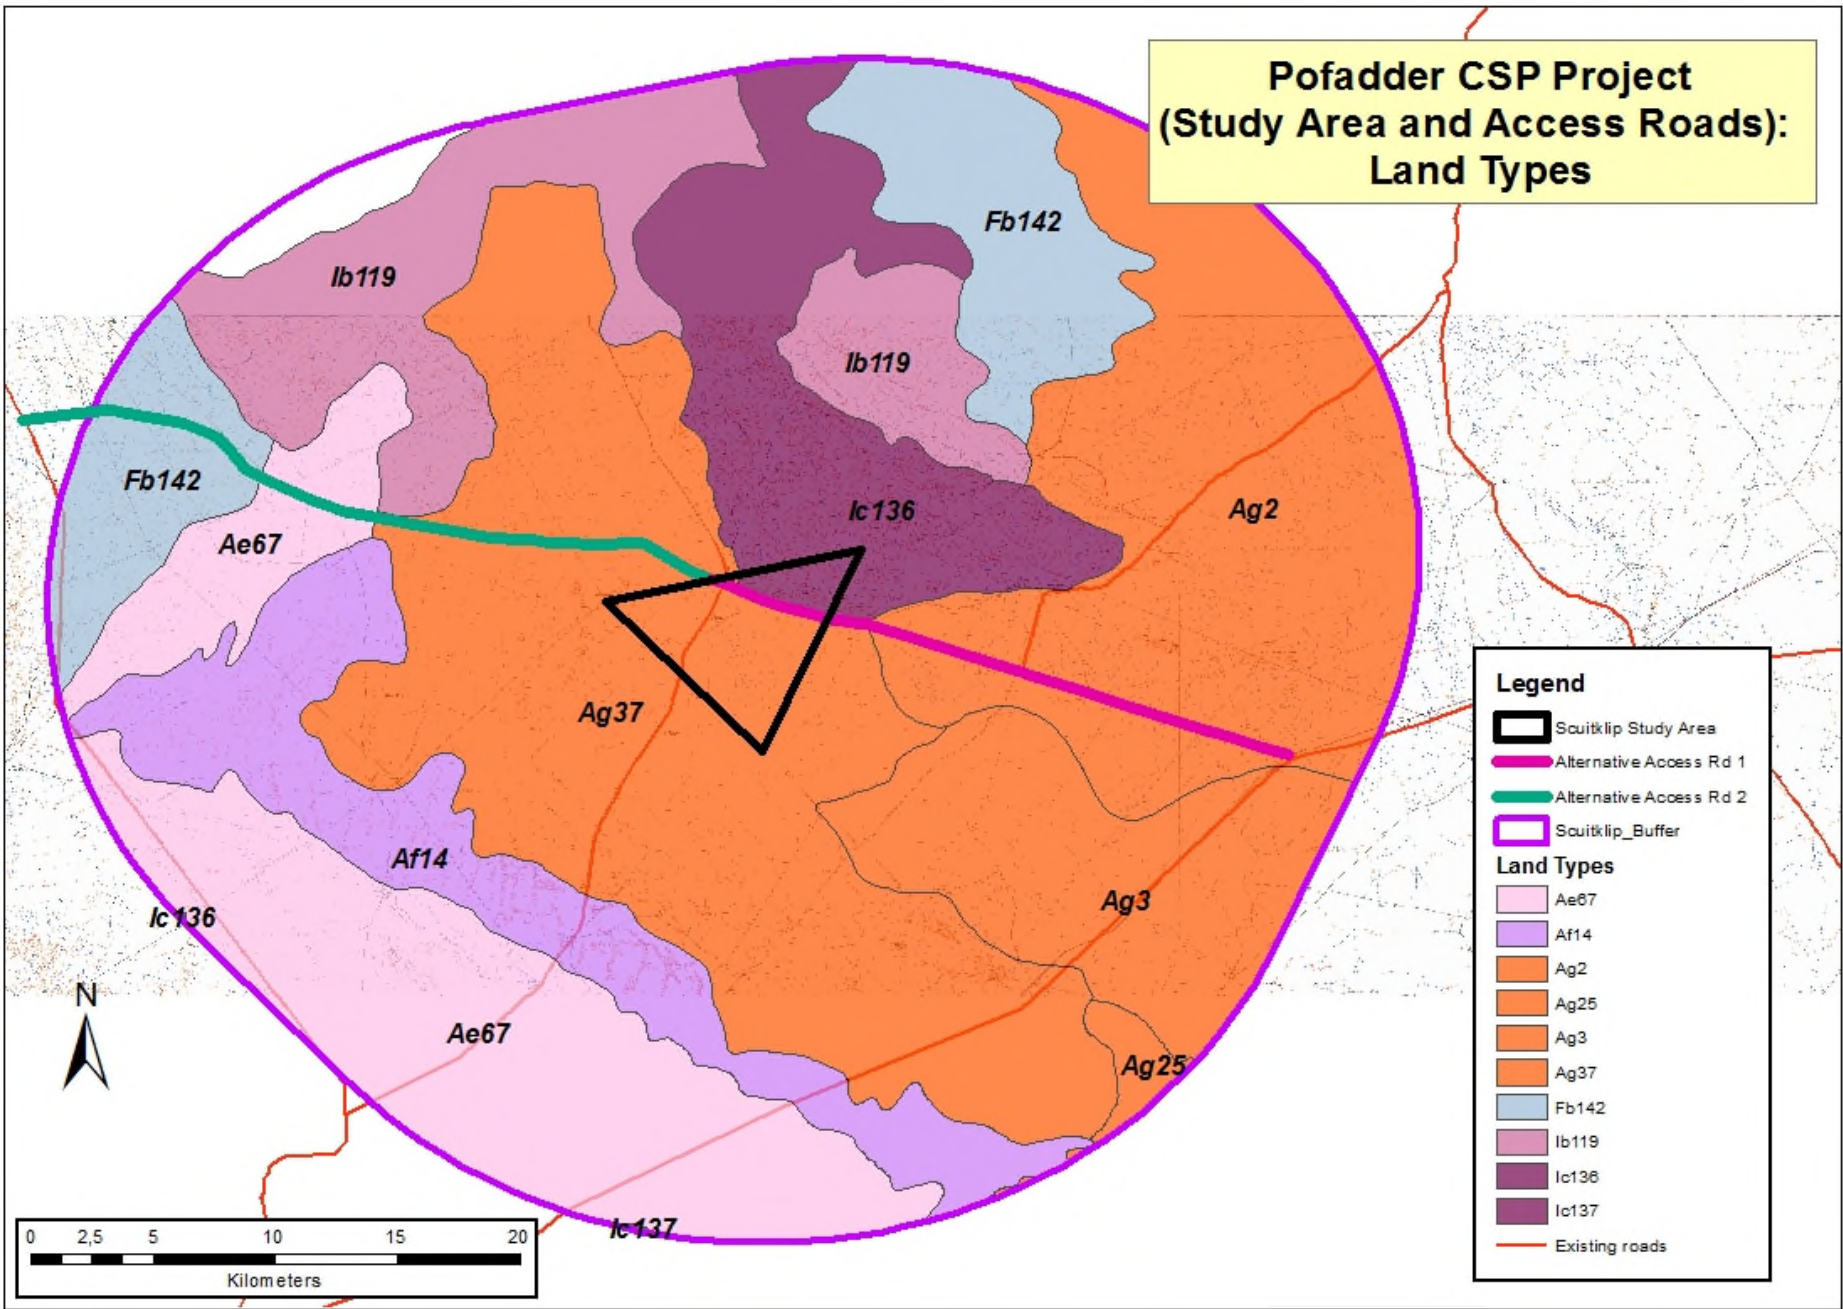 Pofadder CSP Project
(Study Area and Access Roads):
Land Types
Fb142
Ib119
Ib119
Fb142
Ic136
Ag2
Ae67
Ag37
Af14
Ag3
Ic136
Ae67
Ag25
Ic137
N
0 2,5 5 10 15 20
Kilometers
Legend
Scuitklip Study Area
Alternative Access Rd 1
Alternative Access Rd 2
Scuitklip_Buffer
Land Types
Ae67
Af14
Ag2
Ag25
Ag3
Ag37
Fb142
Ib119
Ic136
Ic137
Existing roads